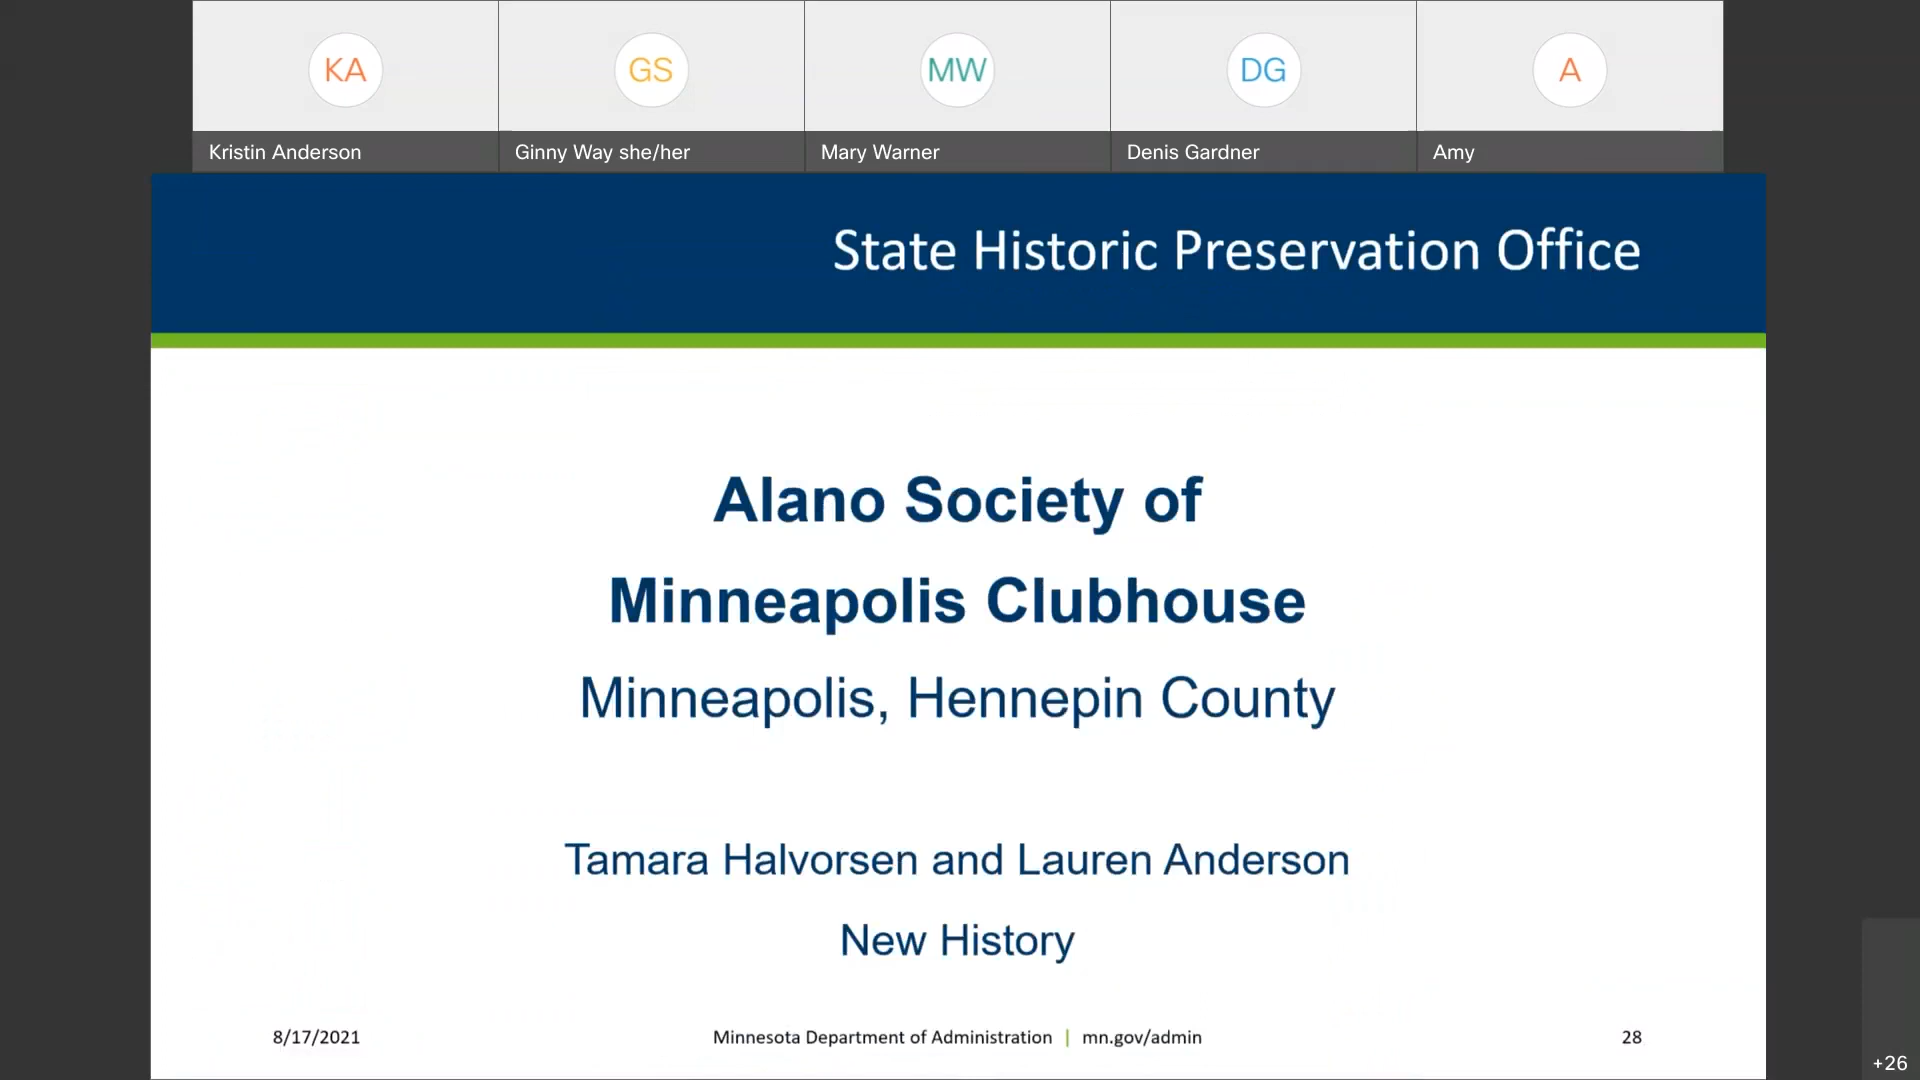 KA
GS
MW
DG
A
Kristin Anderson
Ginny Way she/her
Mary Warner
Denis Gardner
Amy
State Historic Preservation Office
Alano Society of
Minneapolis Clubhouse
Minneapolis, Hennepin County
Tamara Halvorsen and Lauren Anderson
New History
8/17/2021
Minnesota Department of Administration | mn.gov/admin
28
+26